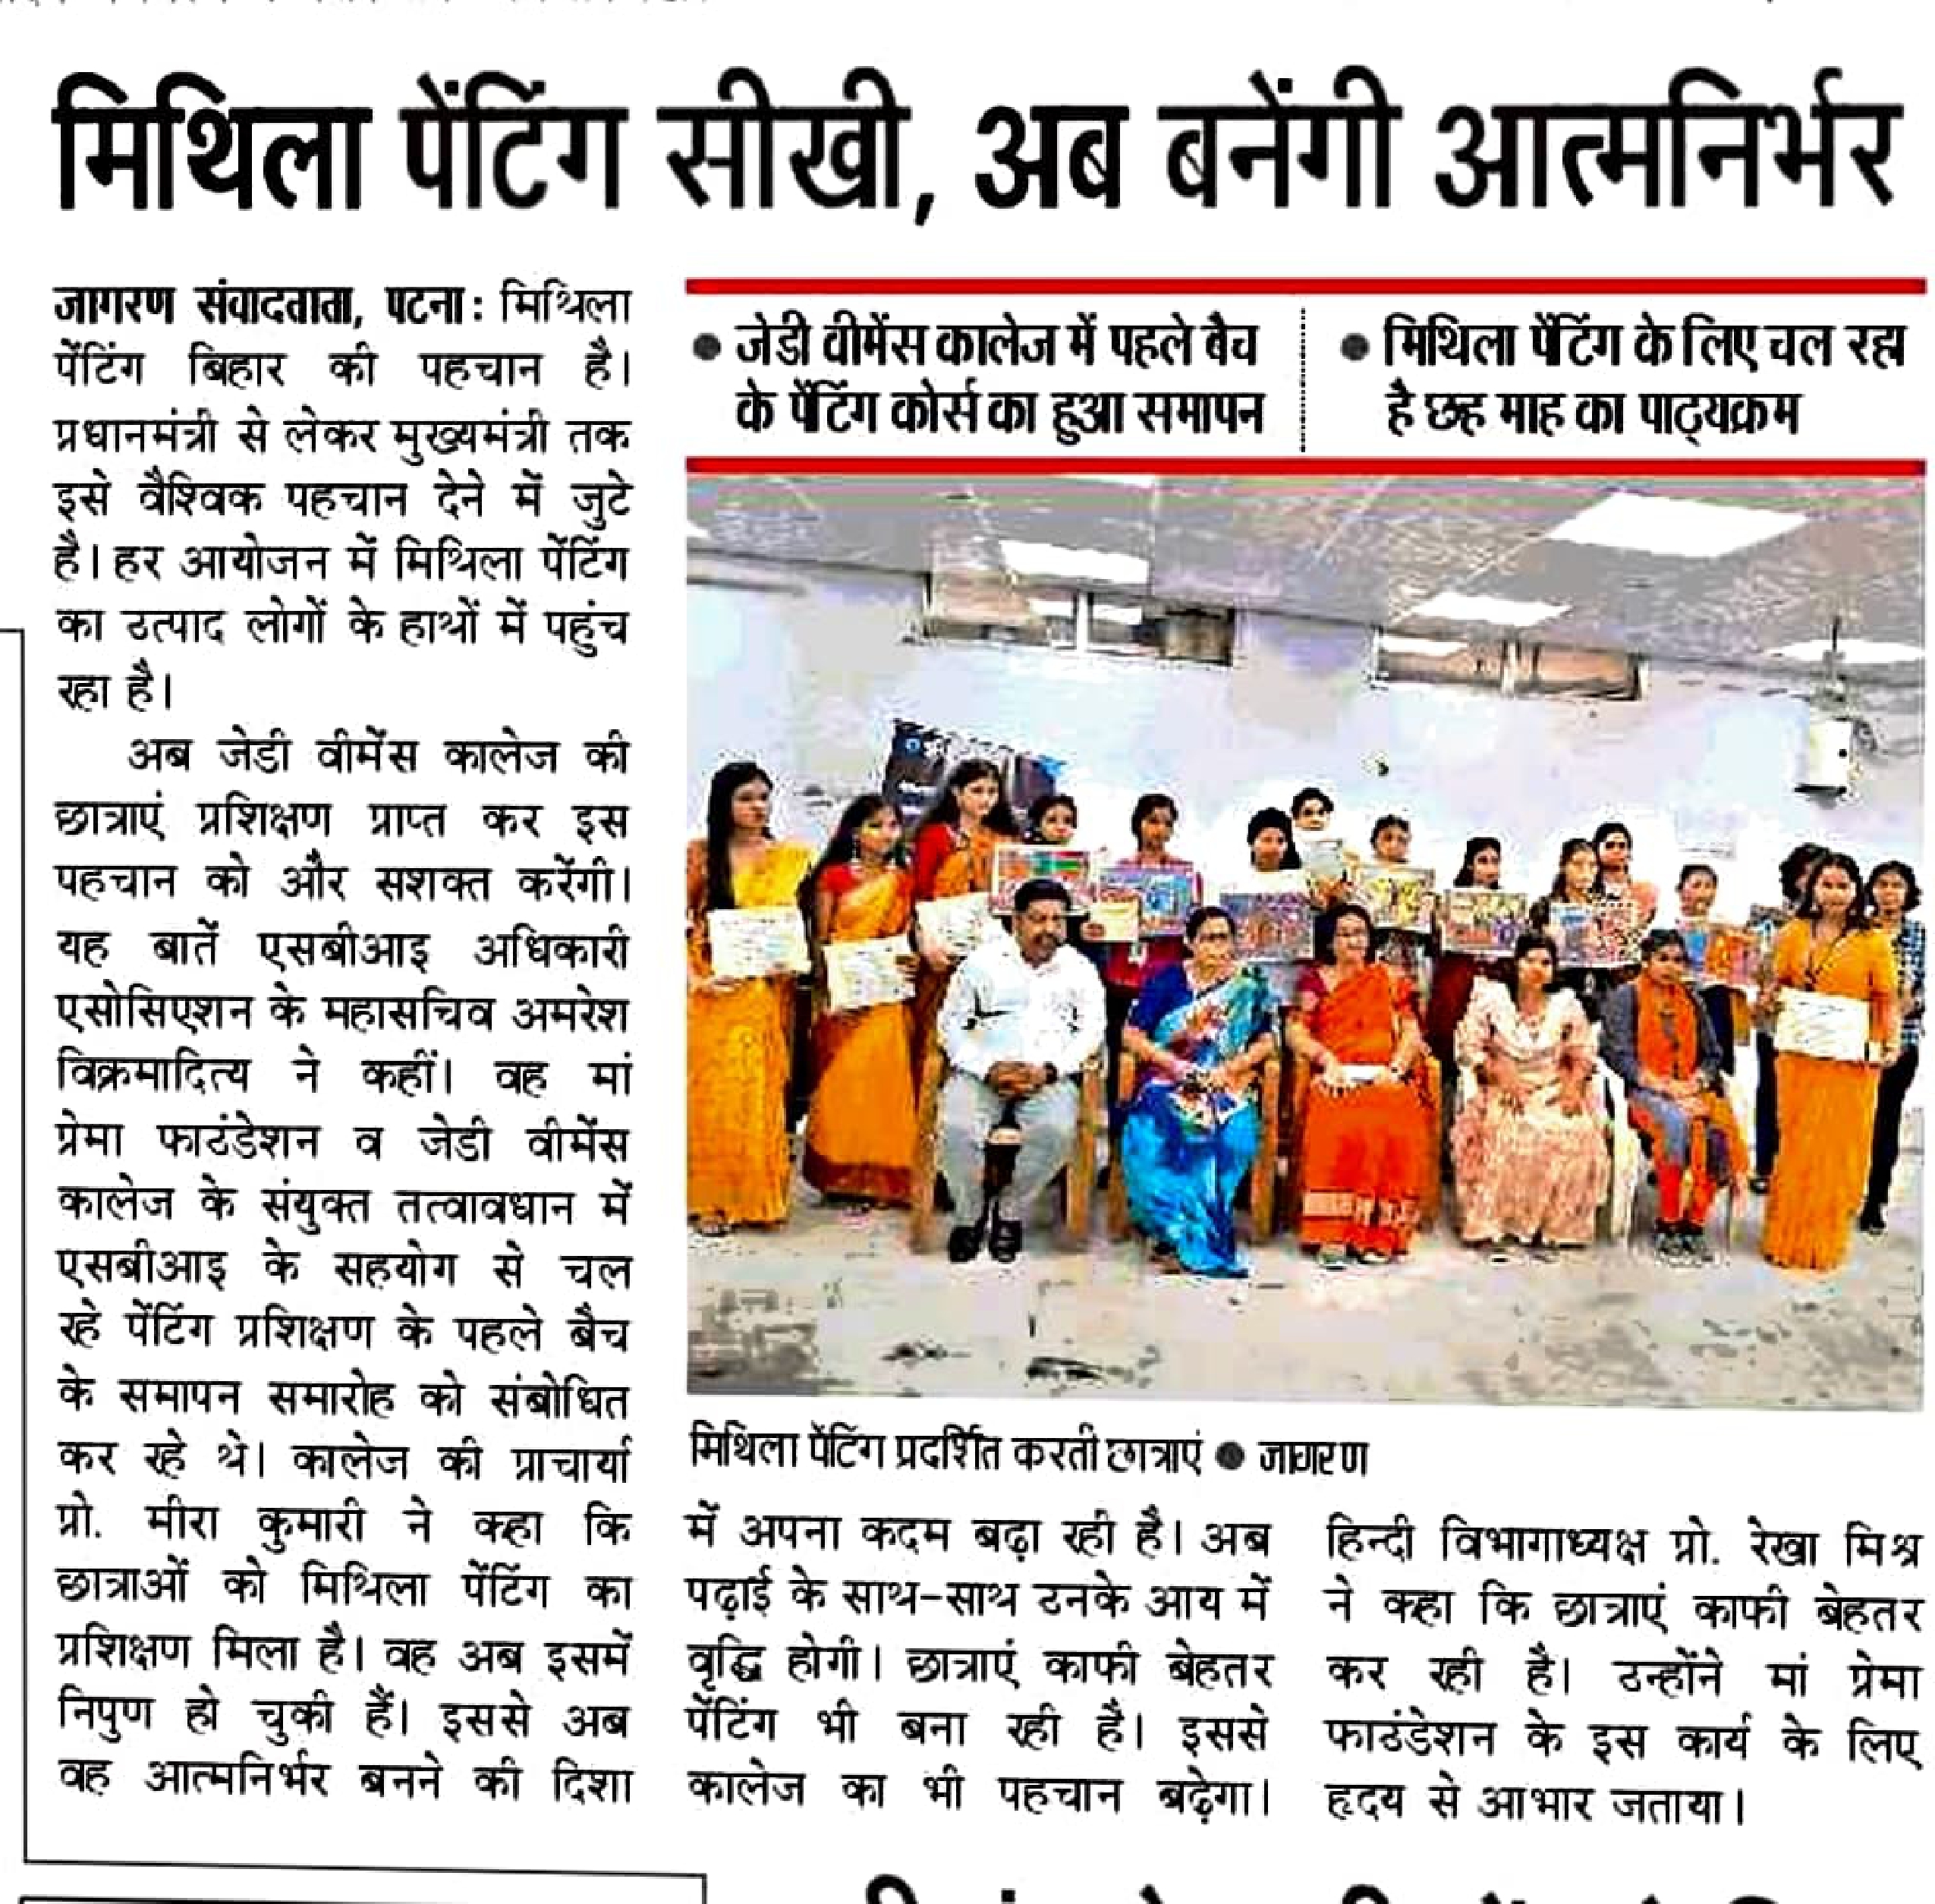 मिथिला पेंटिंग सीखी, अब बनेंगी आत्मनिर्भर
जागरण संवाददाता, पटना: मिथिला
पेंटिंग बिहार की पहचान है।
प्रधानमंत्री से लेकर मुख्यमंत्री तक
इसे वैश्विक पहचान देने में जुटे
है। हर आयोजन में मिथिला पेंटिंग
का उत्पाद लोगों के हाथों में पहुंच
रहा है।
अब जेडी वीमेंस कालेज की
छात्राएं प्रशिक्षण प्राप्त कर इस
पहचान को और सशक्त करेंगी।
यह बातें एसबीआइ अधिकारी
एसोसिएशन के महासचिव अमरेश
विक्रमादित्य ने कहीं। वह मां
प्रेमा फाउंडेशन व जेडी वीमेंस
कालेज के संयुक्त तत्वावधान में
एसबीआइ के सहयोग से चल
रहे पेंटिंग प्रशिक्षण के पहले बैच
के समापन समारोह को संबोधित
कर रहे थे। कालेज की प्राचार्या
प्रो. मीरा कुमारी ने कहा कि
छात्राओं को मिथिला पेंटिंग का
प्रशिक्षण मिला है। वह अब इसमें
निपुण हो चुकी हैं। इससे अब
वह आत्मनिर्भर बनने की दिशा
● जेडी वीमेंस कालेज में पहले बैच
के पेंटिंग कोर्स का हुआ समापन
● मिथिला पेंटिंग के लिए चल रहा
है छह माह का पाठ्यक्रम
मिथिला पेंटिंग प्रदर्शित करती छात्राएं ● जागरण
में अपना कदम बढ़ा रही है। अब
पढ़ाई के साथ-साथ उनके आय में
वृद्धि होगी। छात्राएं काफी बेहतर
पेंटिंग भी बना रही है। इससे
कालेज का भी पहचान बढ़ेगा।
हिन्दी विभागाध्यक्ष प्रो. रेखा मिश्र
ने कहा कि छात्राएं काफी बेहतर
कर रही है। उन्होंने मां प्रेमा
फाउंडेशन के इस कार्य के लिए
हृदय से आभार जताया।